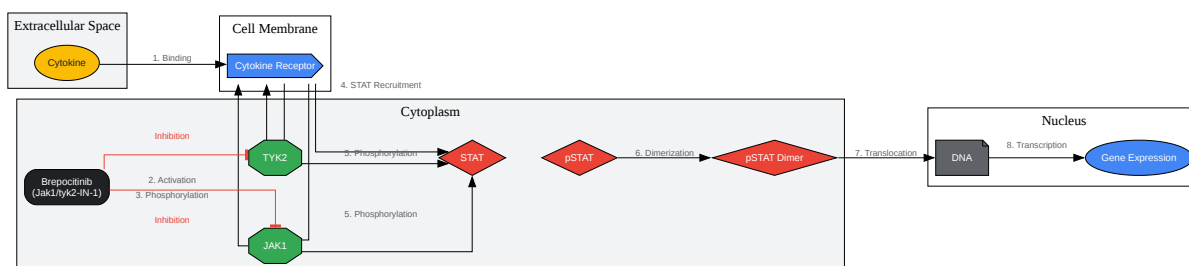 Extracellular Space
Cell Membrane
Cytokine
1. Binding
Cytokine Receptor
4. STAT Recruitment
Cytoplasm
Nucleus
Inhibition
TYK2
5. Phosphorylation
STAT
pSTAT
6. Dimerization
pSTAT Dimer
7. Translocation
DNA
8. Transcription
Gene Expression
Brepocitinib
(Jak1/tyk2-IN-1)
2. Activation
3. Phosphorylation
Inhibition
5. Phosphorylation
JAK1